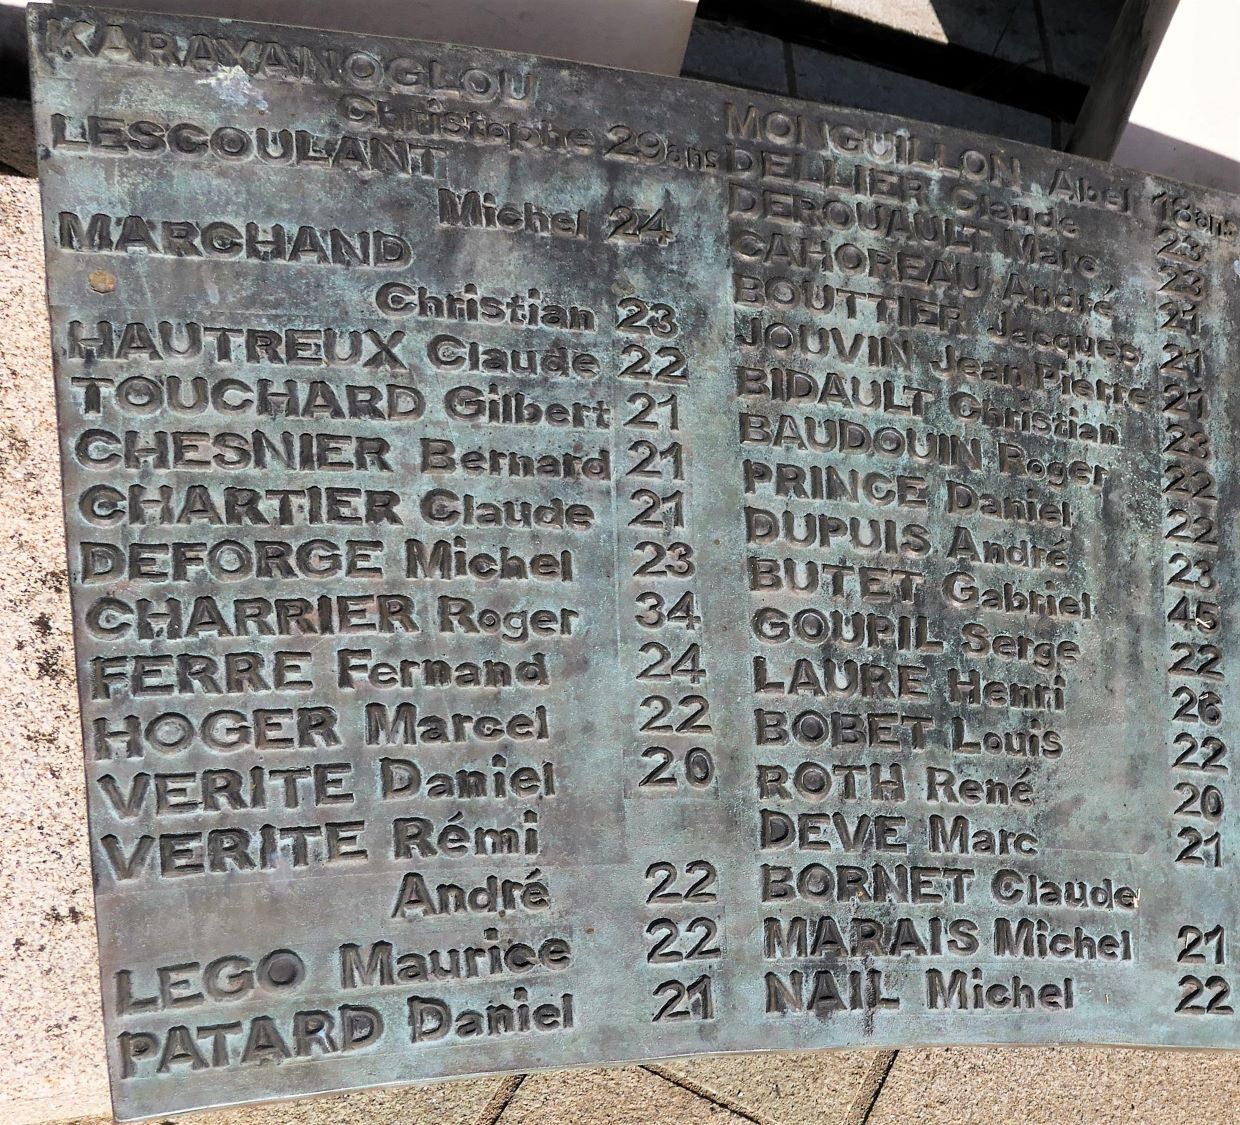 KARAYANOGLOU
Christophe 29ans
LESCOULANT
Michel 24
MARCHAND
Christian 23
HAUTREUX Claude 22
TOUCHARD Gilbert 21
CHESNIER Bernard 21
CHARTIER Claude 21
DEFORGE Michel 23
CHARRIER Roger 34
FERRE Fernand 24
HOGER Marcel 22
VERITE Daniel 20
VERITE Rémi
André 22
LEGO Maurice 22
PATARD Daniel 21
MONGUILLON Abel 18ans
DELLIER Claude 23
DEROUAULT Marc 23
CAHOREAU André 21
BOUTTIER Jacques 21
JOUVIN Jean Pierre 21
BIDAULT Christian 23
BAUDOUIN Roger 22
PRINCE Daniel 22
DUPUIS André 23
BUTET Gabriel 45
GOUPIL Serge 22
LAURE Henri 26
BOBET Louis 22
ROTH René 20
DEVE Marc 21
BORNET Claude
MARAIS Michel 21
NAIL Michel 22